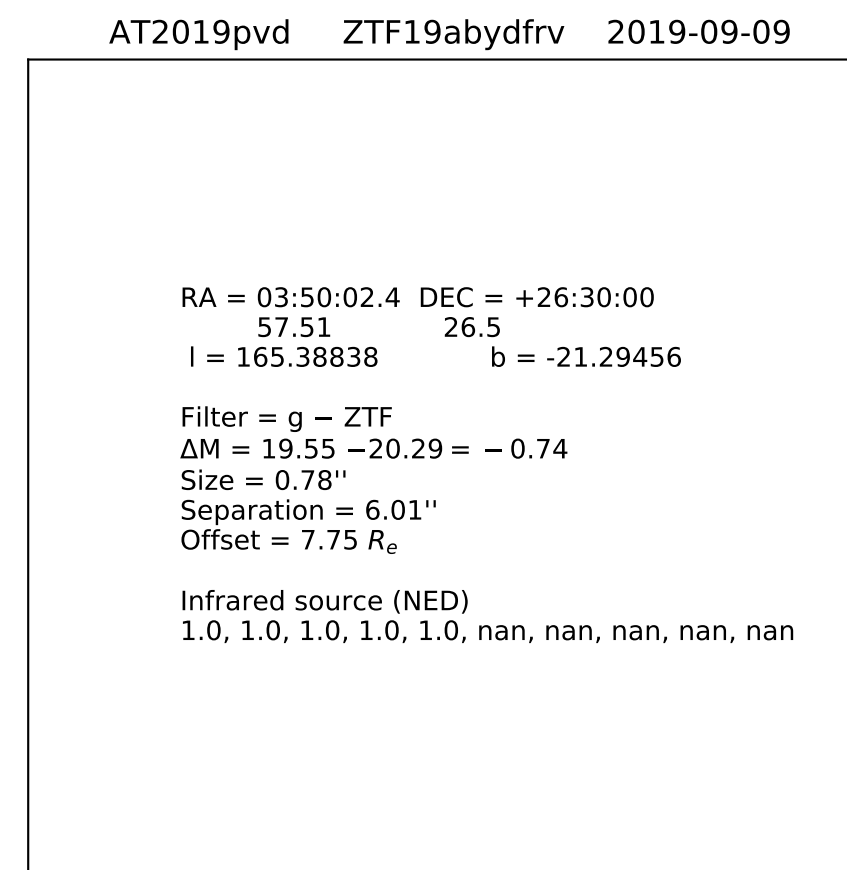 AT2019pvd ZTF19abydfrv 2019-09-09
RA = 03:50:02.4 DEC = +26:30:00
57.51 26.5
l = 165.38838 b = -21.29456
Filter = g − ZTF
ΔM = 19.55 −20.29 = − 0.74
Size = 0.78''
Separation = 6.01''
Offset = 7.75 Re
Infrared source (NED)
1.0, 1.0, 1.0, 1.0, 1.0, nan, nan, nan, nan, nan